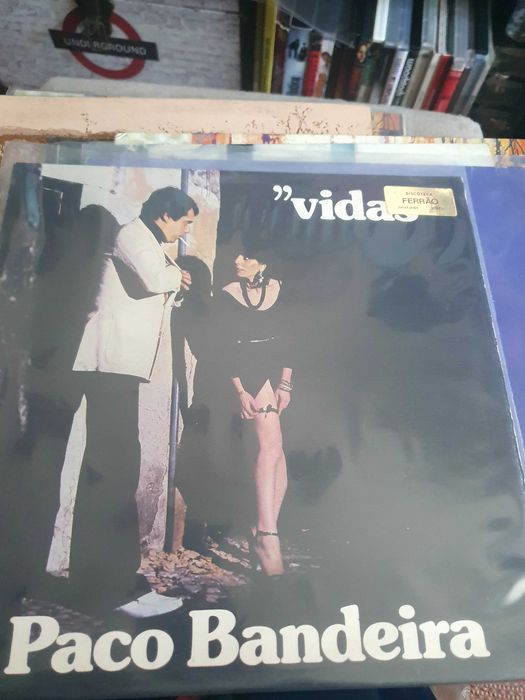 UNDERGROUND
"vidas"
DISCOTECA
FERRÃO
Paco Bandeira